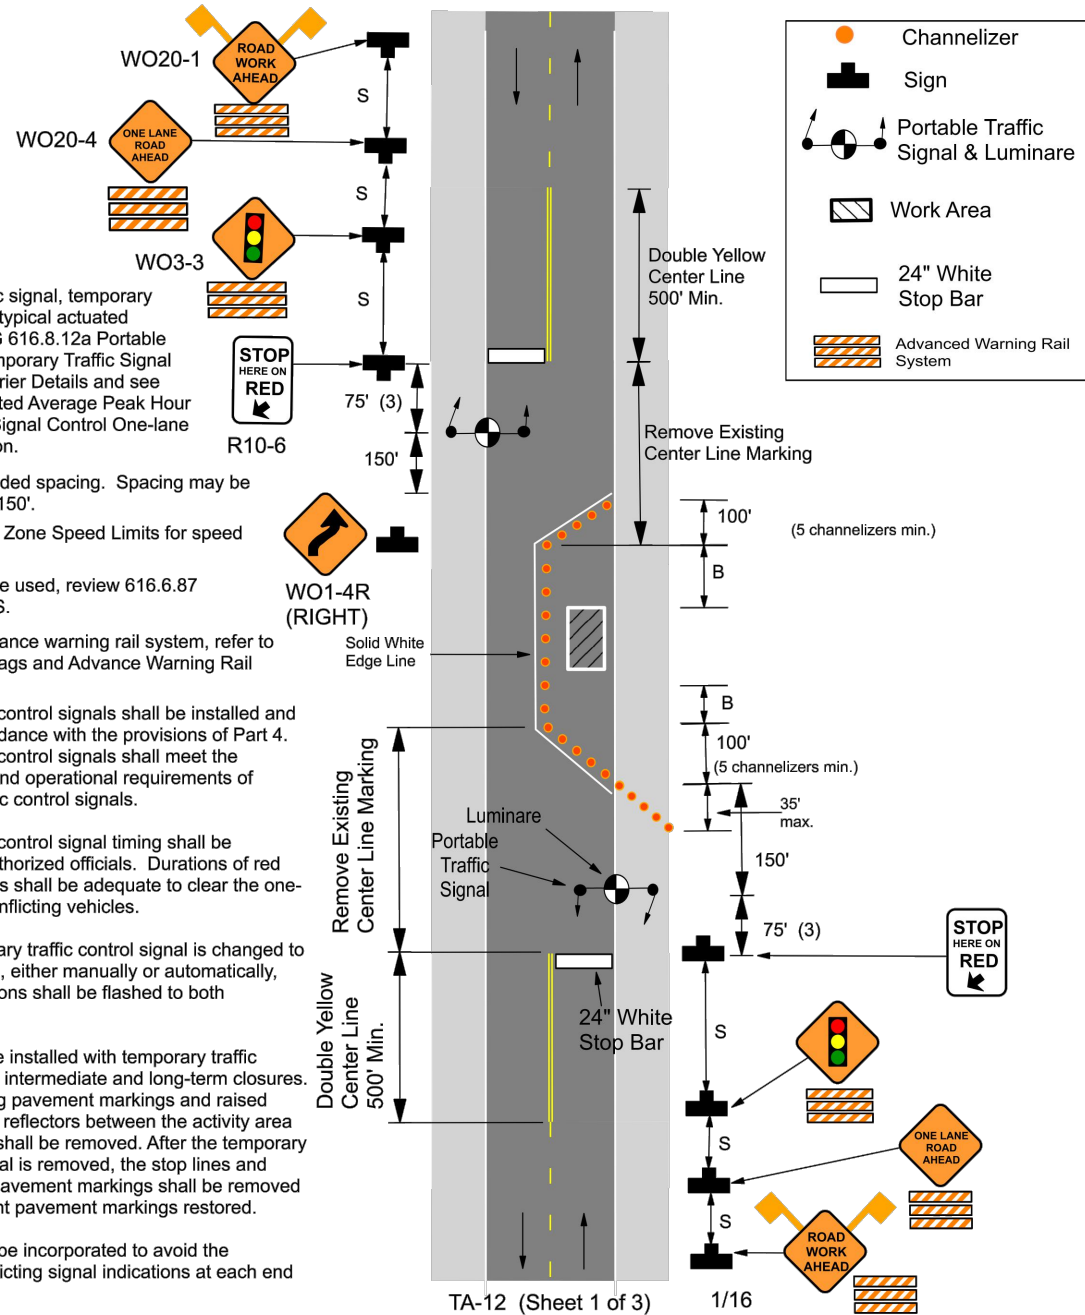 WO20-1
ROAD
WORK
AHEAD
S
WO20-4
ONE LANE
ROAD
AHEAD
S
WO3-3
S
c signal, temporary
typical actuated
G 616.8.12a Portable
mporary Traffic Signal
rier Details and see
ted Average Peak Hour
Signal Control One-lane
on.
STOP
HERE ON
RED
R10-6
75' (3)
150'
ded spacing. Spacing may be
150'.
Zone Speed Limits for speed
e used, review 616.6.87
S.
WO1-4R
(RIGHT)
ance warning rail system, refer to
ags and Advance Warning Rail
Solid White
Edge Line
control signals shall be installed and
dance with the provisions of Part 4.
control signals shall meet the
nd operational requirements of
c control signals.
control signal timing shall be
thorized officials. Durations of red
s shall be adequate to clear the one-
nflicting vehicles.
ary traffic control signal is changed to
, either manually or automatically,
ons shall be flashed to both
e installed with temporary traffic
intermediate and long-term closures.
g pavement markings and raised
reflectors between the activity area
shall be removed. After the temporary
al is removed, the stop lines and
pavement markings shall be removed
nt pavement markings restored.
be incorporated to avoid the
licting signal indications at each end
Channelizer
Sign
Portable Traffic
Signal & Luminare
Work Area
24" White
Stop Bar
Advanced Warning Rail
System
Double Yellow
Center Line
500' Min.
Remove Existing
Center Line Marking
100'
(5 channelizers min.)
B
B
100'
(5 channelizers min.)
35'
max.
150'
75' (3)
Remove Existing
Center Line Marking
Luminare
Portable
Traffic
Signal
Double Yellow
Center Line
500' Min.
24" White
Stop Bar
STOP
HERE ON
RED
S
S
ONE LANE
ROAD
AHEAD
S
ROAD
WORK
AHEAD
TA-12 (Sheet 1 of 3)
1/16